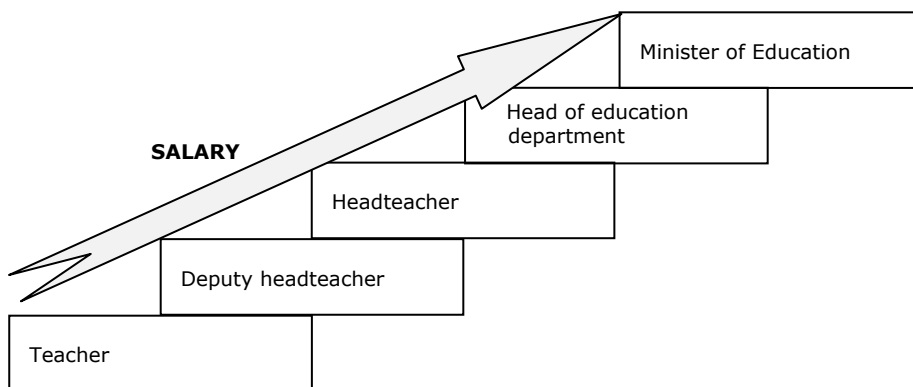 Minister of Education
Head of education
department
SALARY
Headteacher
Deputy headteacher
Teacher